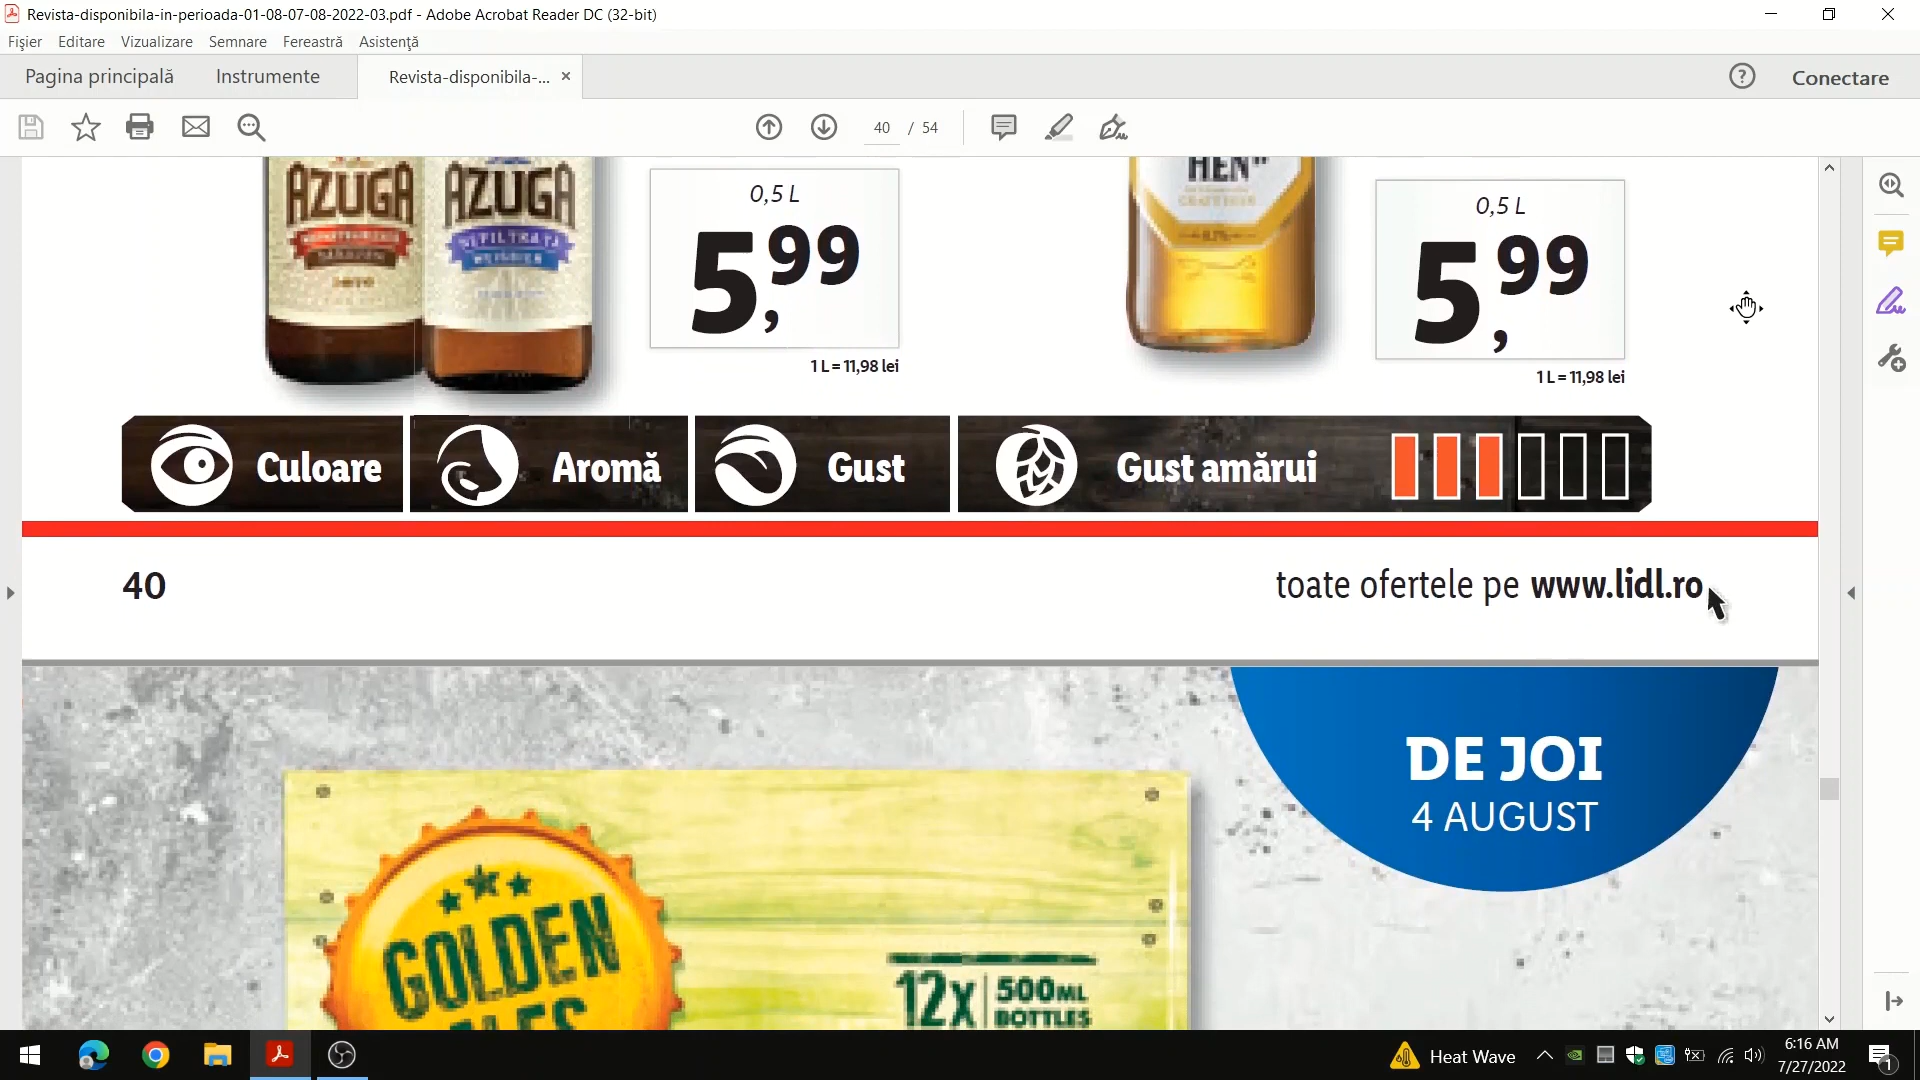 Revista-disponibila-in-perioada-01-08-07-08-2022-03.pdf - Adobe Acrobat Reader DC (32-bit)
Fișier Editare Vizualizare Semnare Fereastră Asistență
Pagina principală Instrumente Revista-disponibila-... × Conectare
40 / 54
AZUGA AZUGA
NEFILTRATĂ
0,5 L
5,99
1 L = 11,98 lei
HEN"
0,5 L
5,99
1 L = 11,98 lei
Culoare Aromă Gust Gust amărui
40 toate ofertele pe www.lidl.ro
DE JOI
4 AUGUST
GOLDEN
ALES
12x 500ML
BOTTLES
Heat Wave
6:16 AM
7/27/2022
1